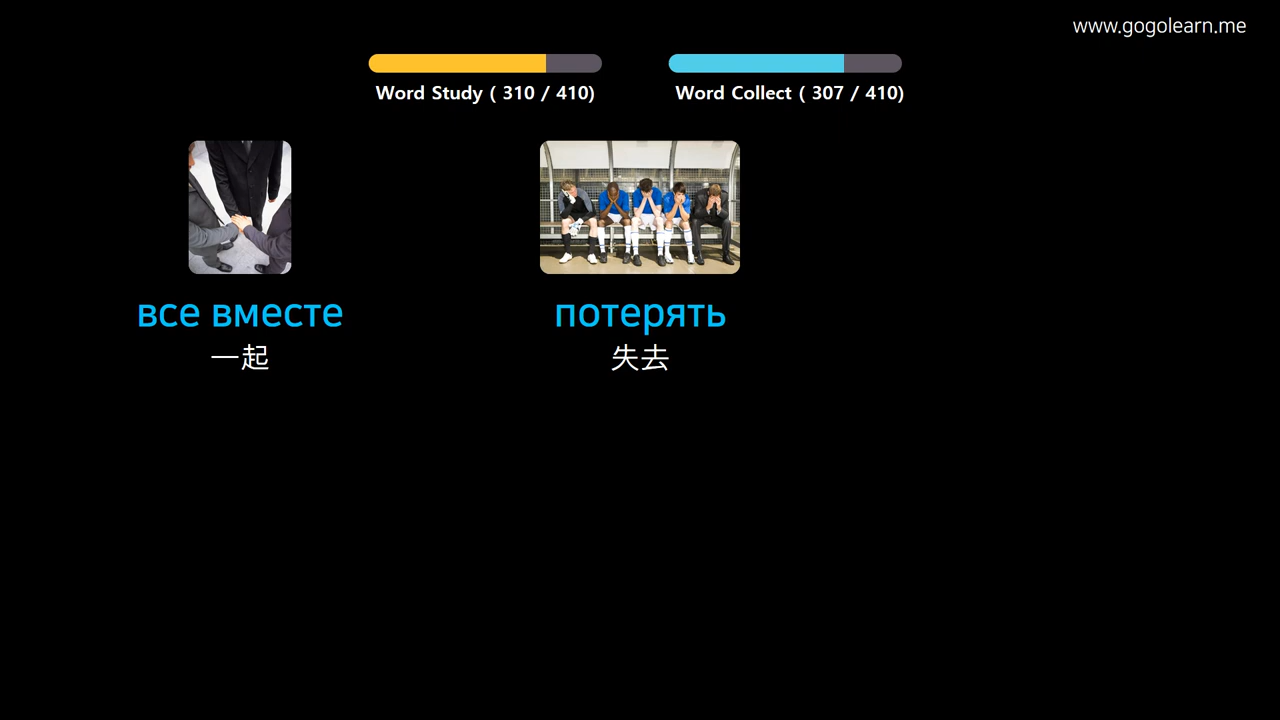 www.gogolearn.me
Word Study ( 310 / 410)
Word Collect ( 307 / 410)
все вместе
一起
потерять
失去